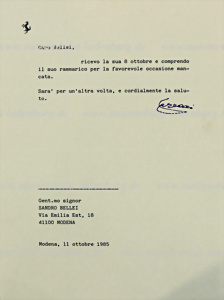 Caro Bellei,
ricevo la sua 6 ottobre e comprendo
il suo rammarico per la favorevole occasione man-
cata.
Sara' per un'altra volta, e cordialmente la salu-
to.
Gent.mo signor
SANDRO BELLEI
Via Emilia Est, 18
41100 MODENA
Modena, 11 ottobre 1985